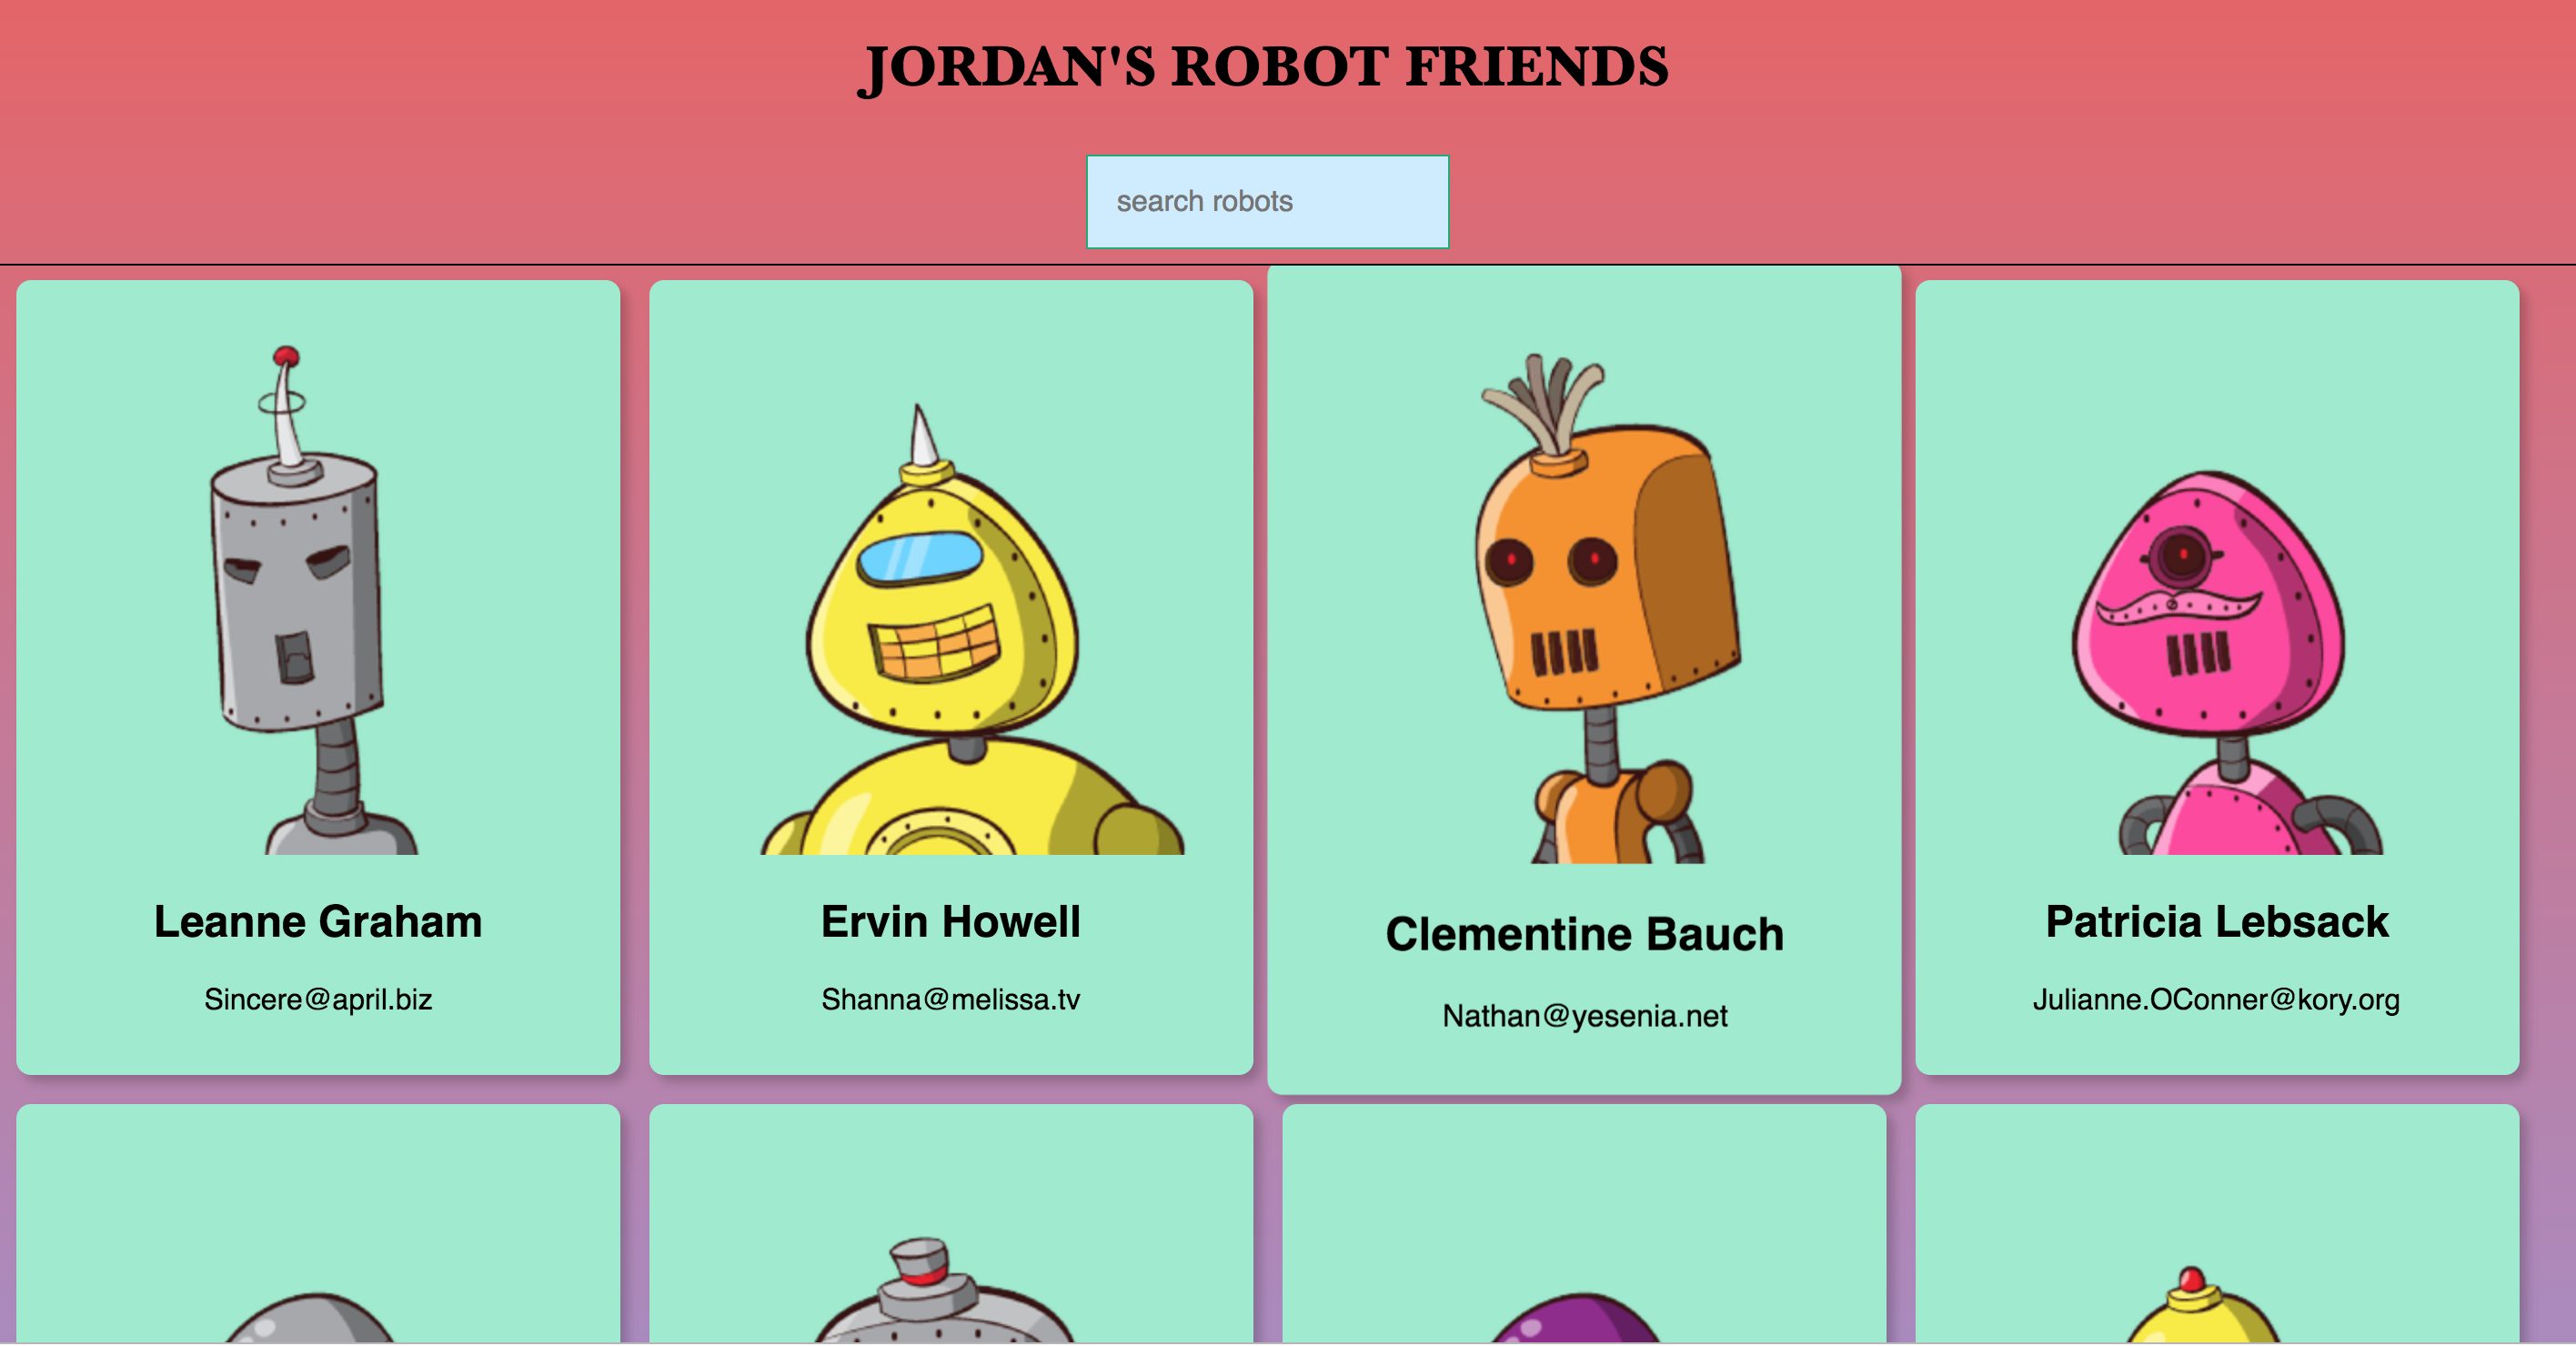 JORDAN'S ROBOT FRIENDS
search robots
Leanne Graham
Sincere@april.biz
Ervin Howell
Shanna@melissa.tv
Clementine Bauch
Nathan@yesenia.net
Patricia Lebsack
Julianne.OConner@kory.org